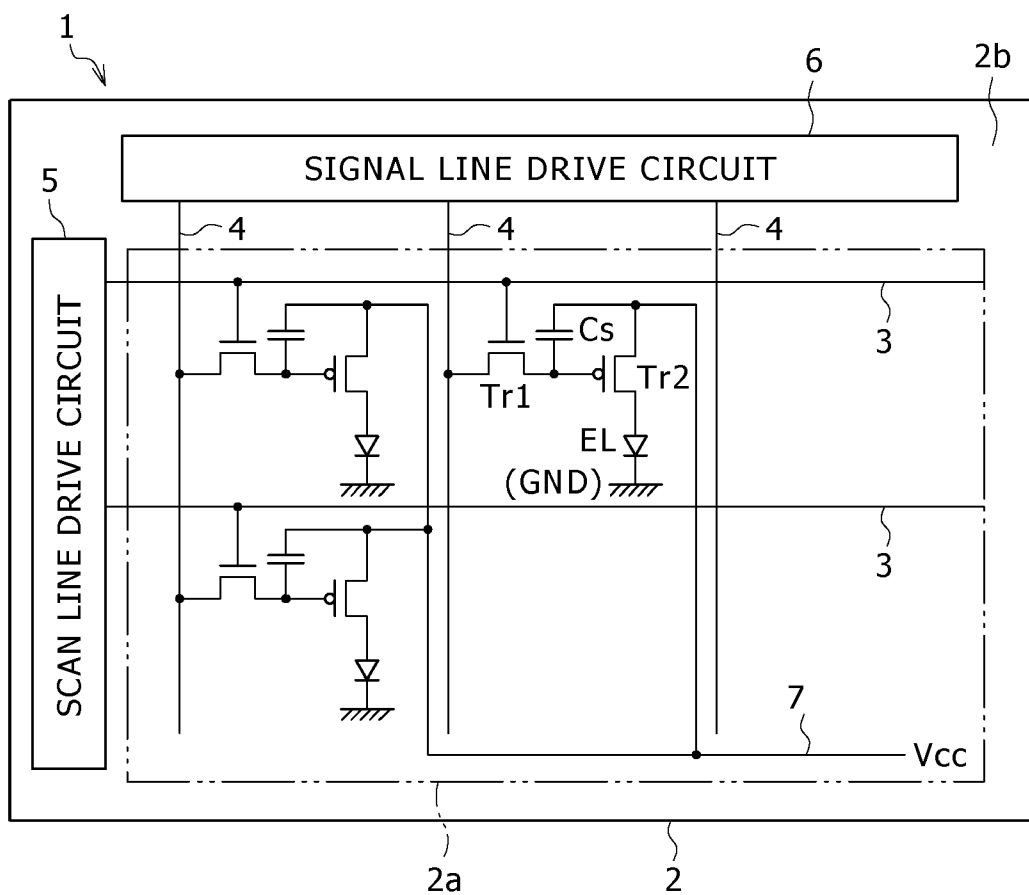 1
6
2b
SIGNAL LINE DRIVE CIRCUIT
5
4
4
4
SCAN LINE DRIVE CIRCUIT
3
Cs
Tr1
Tr2
EL
(GND)
3
7
Vcc
2a
2